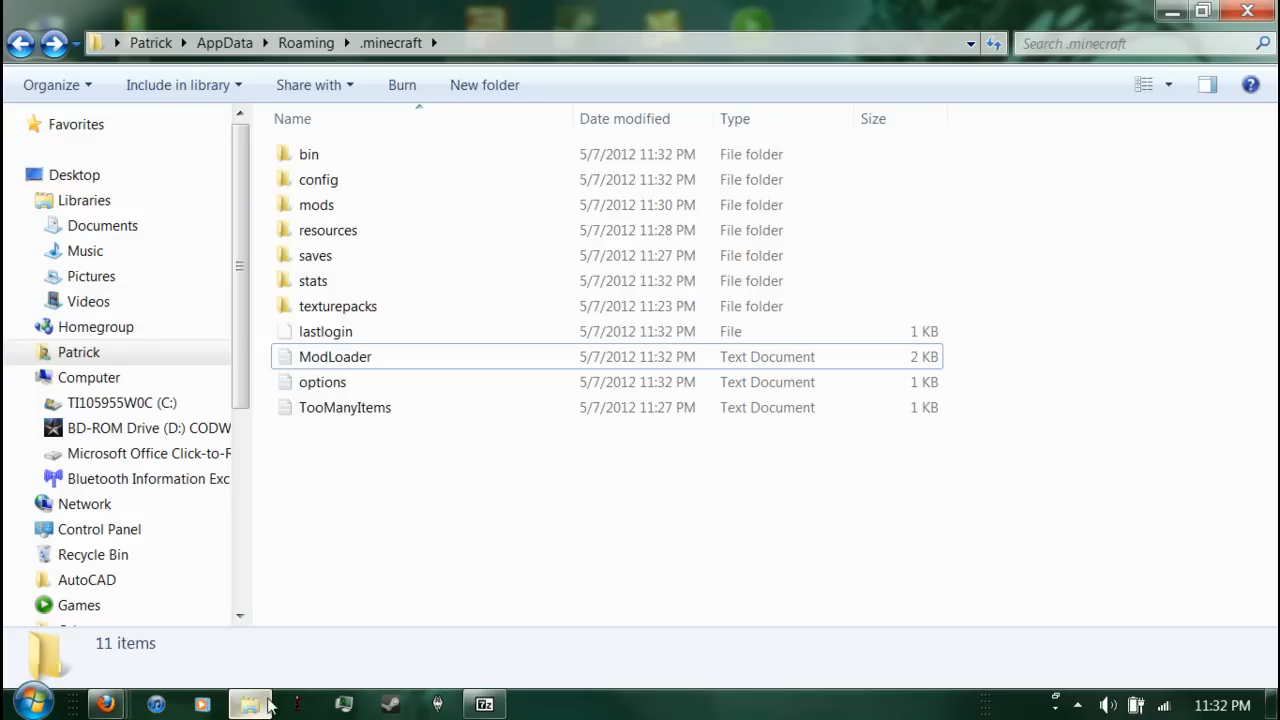 Patrick AppData Roaming .minecraft
Search .minecraft
Organize Include in library Share with Burn New folder
Name Date modified Type Size
Favorites
Desktop
Libraries
Documents
Music
Pictures
Videos
Homegroup
Patrick
Computer
TI105955W0C (C:)
BD-ROM Drive (D:) CODW
Microsoft Office Click-to-R
Bluetooth Information Exc
Network
Control Panel
Recycle Bin
AutoCAD
Games
bin 5/7/2012 11:32 PM File folder
config 5/7/2012 11:32 PM File folder
mods 5/7/2012 11:30 PM File folder
resources 5/7/2012 11:28 PM File folder
saves 5/7/2012 11:27 PM File folder
stats 5/7/2012 11:32 PM File folder
texturepacks 5/7/2012 11:23 PM File folder
lastlogin 5/7/2012 11:32 PM File 1 KB
ModLoader 5/7/2012 11:32 PM Text Document 2 KB
options 5/7/2012 11:32 PM Text Document 1 KB
TooManyItems 5/7/2012 11:27 PM Text Document 1 KB
11 items
7z
11:32 PM